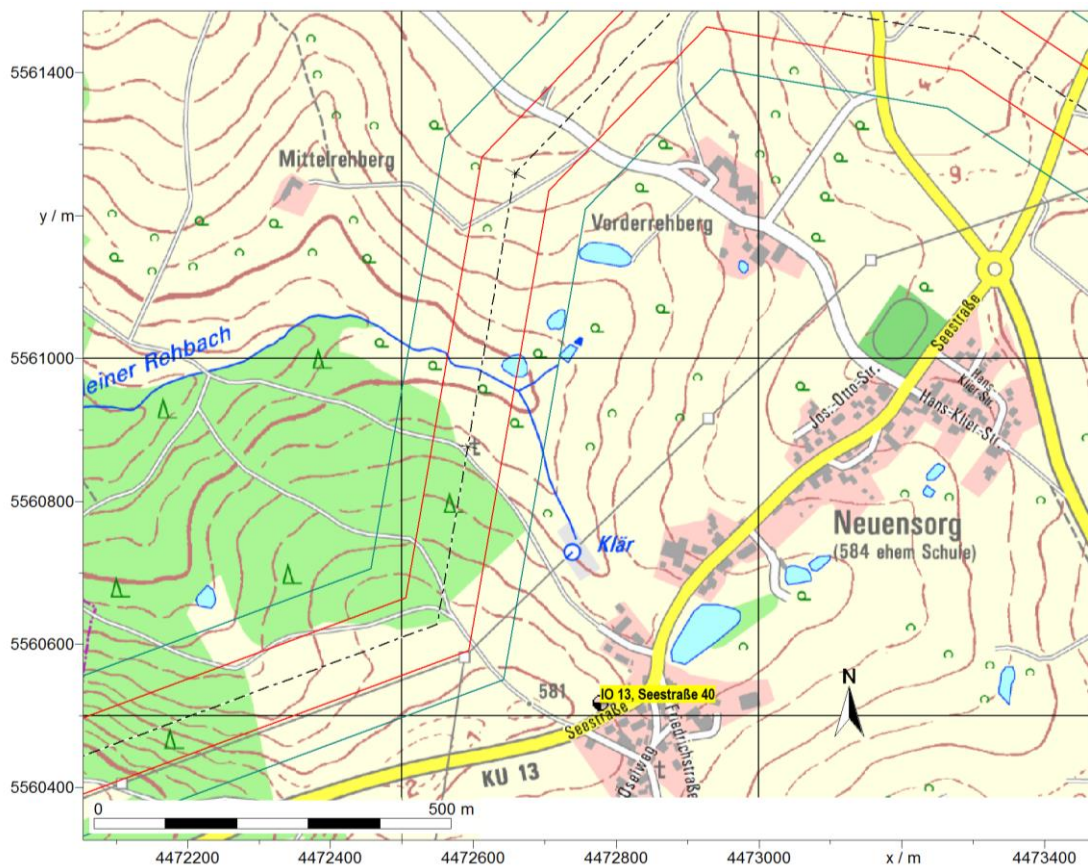 5561400
Mittelrehberg
9
y / m
Vorderrehberg
Seestraße
5561000
einer Rehbach
Hans-
Klier-Str.
Jos.-Otto-Str.
Hans-Klier-Str.
5560800
Neuensorg
(584 ehem Schule)
Klär
5560600
581
IO 13, Seestraße 40
N
Seestraße
Friedrichstraße
Öselweg
KU 13
5560400
0
500 m
4472200
4472400
4472600
4472800
4473000
x / m
4473400